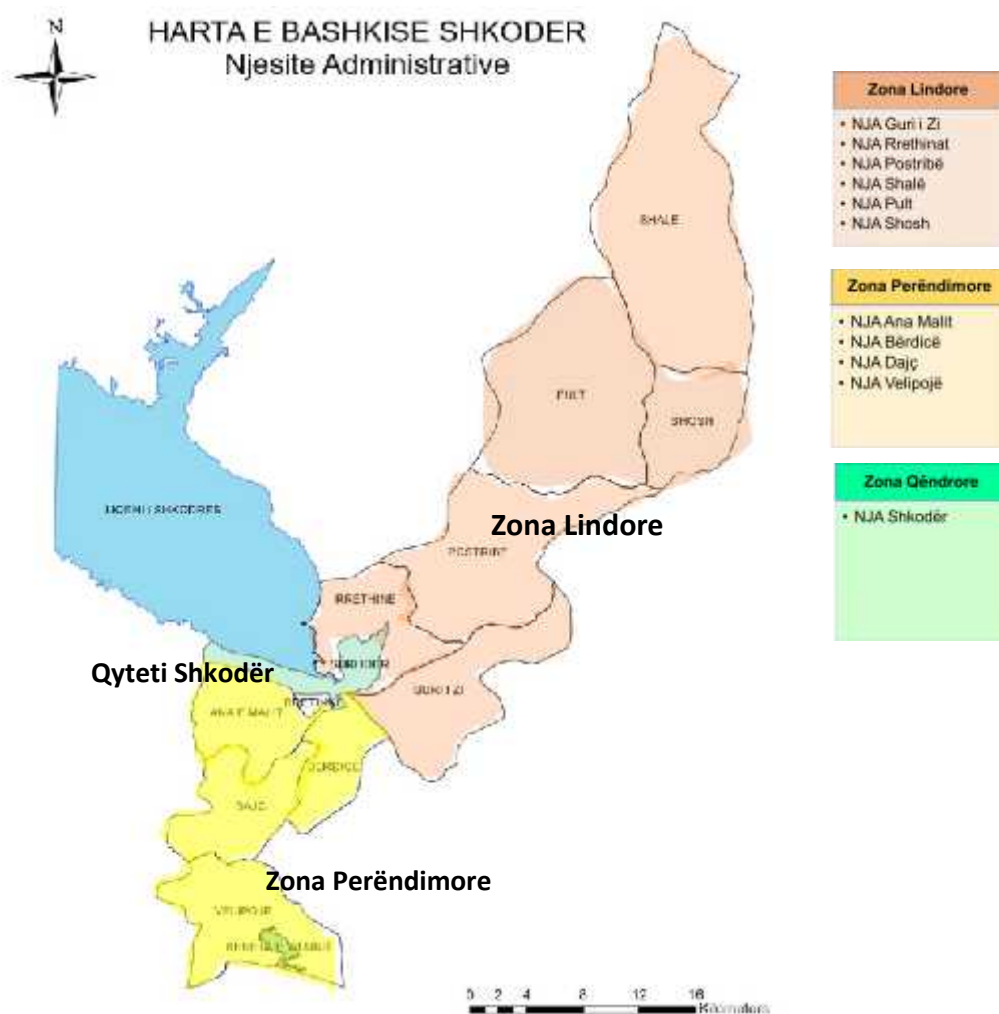 N
HARTA E BASHKISE SHKODER
Njesite Administrative
Zona Lindore
• NJA Guri i Zi
• NJA Rrethinat
• NJA Postribë
• NJA Shalë
• NJA Pult
• NJA Shosh
Zona Perëndimore
• NJA Ana Malit
• NJA Bërdicë
• NJA Dajç
• NJA Velipojë
Zona Qëndrore
• NJA Shkodër
SHALE
PULT
SHOSH
LIQENI I SHKODRES
Zona Lindore
POSTRIBE
RRETHINE
SHKODER
Qyteti Shkodër
GURI I ZI
ANA E MALIT
BERDICE
DAJC
Zona Perëndimore
VELIPOJE
0 2 4 8 12 16
Kilometers